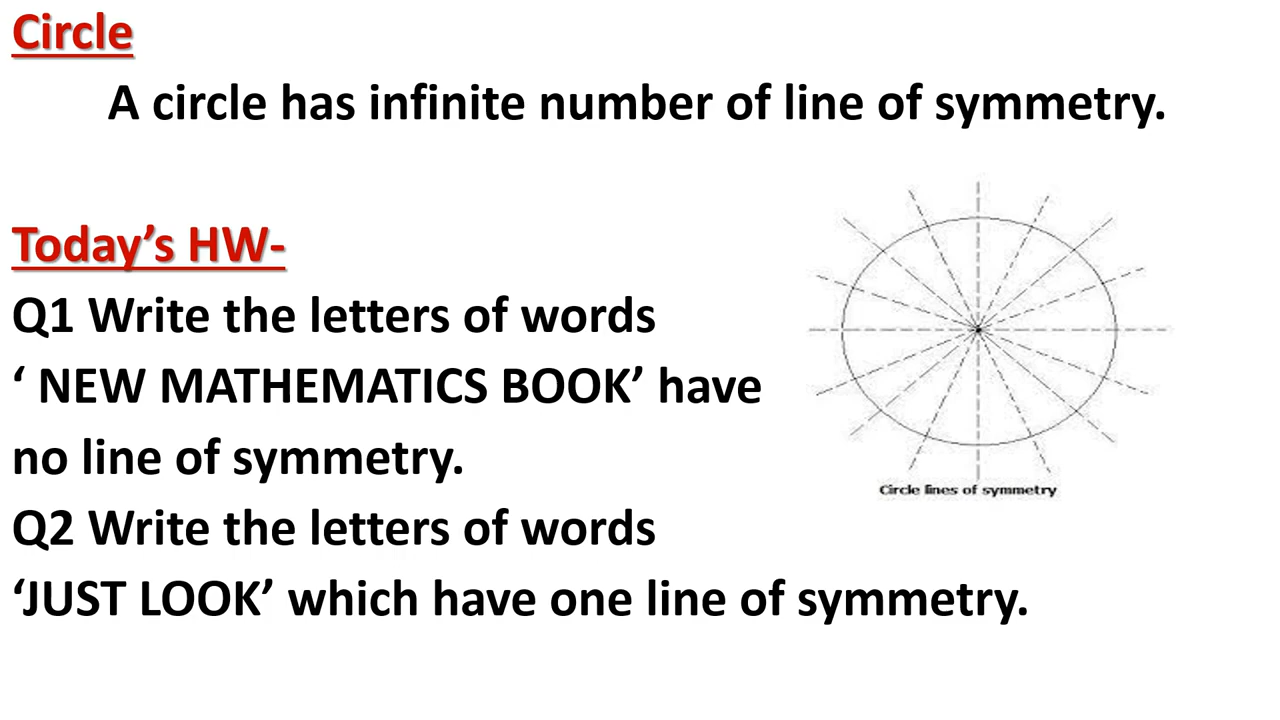 Circle
A circle has infinite number of line of symmetry.
Today’s HW-
Q1 Write the letters of words
‘ NEW MATHEMATICS BOOK’ have
no line of symmetry.
Circle lines of symmetry
Q2 Write the letters of words
‘JUST LOOK’ which have one line of symmetry.